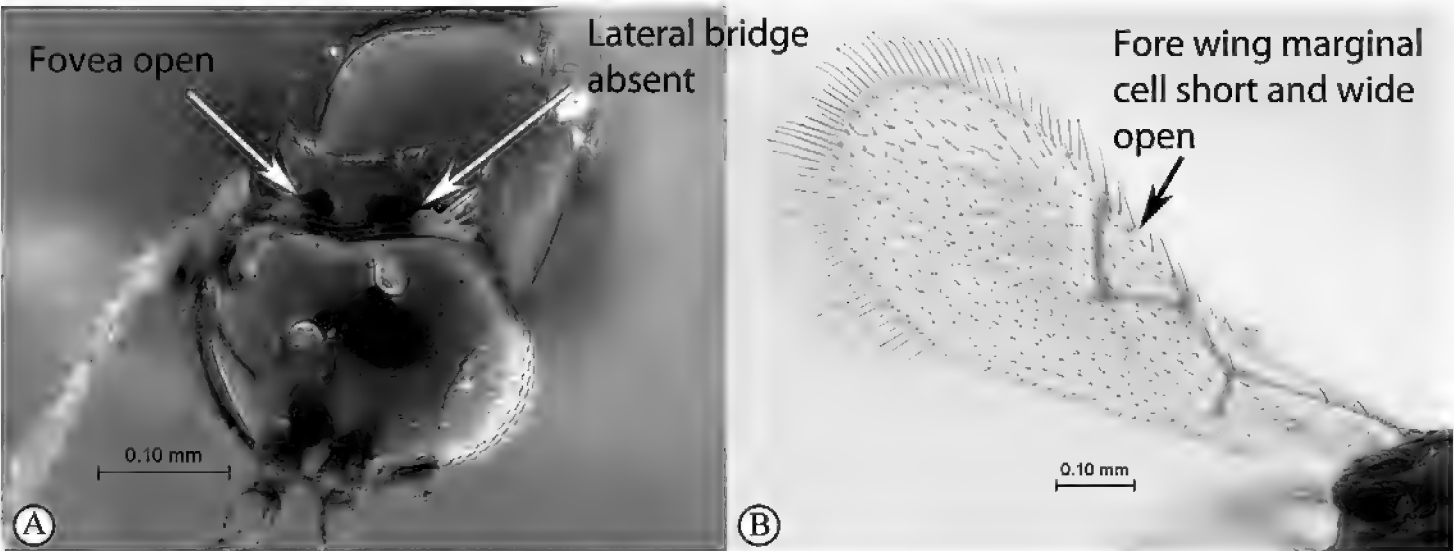 Fovea open
Lateral bridge
absent
0.10 mm
A
Fore wing marginal
cell short and wide
open
0.10 mm
B